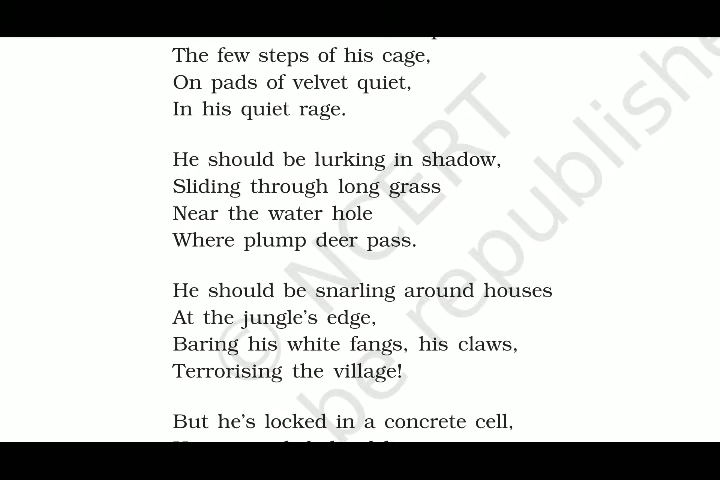 The few steps of his cage,
On pads of velvet quiet,
In his quiet rage.
He should be lurking in shadow,
Sliding through long grass
Near the water hole
Where plump deer pass.
He should be snarling around houses
At the jungle's edge,
Baring his white fangs, his claws,
Terrorising the village!
But he's locked in a concrete cell,
© NCERT
be republished